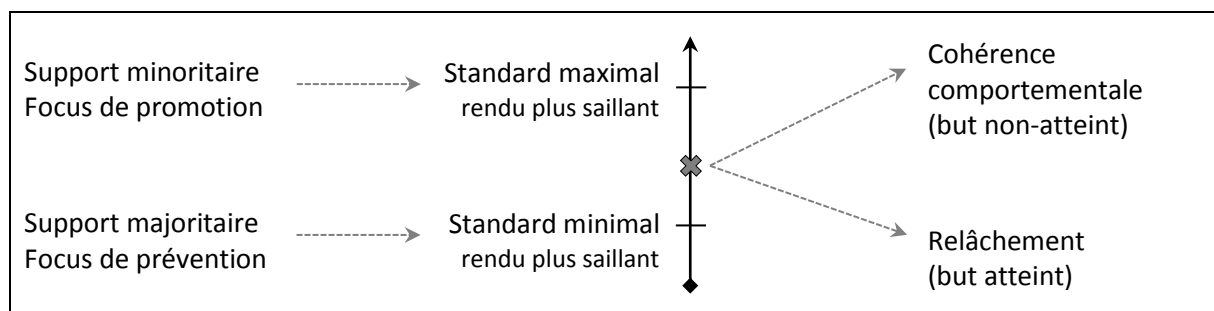 Support minoritaire
Focus de promotion
Standard maximal
rendu plus saillant
Cohérence
comportementale
(but non-atteint)
Support majoritaire
Focus de prévention
Standard minimal
rendu plus saillant
Relâchement
(but atteint)